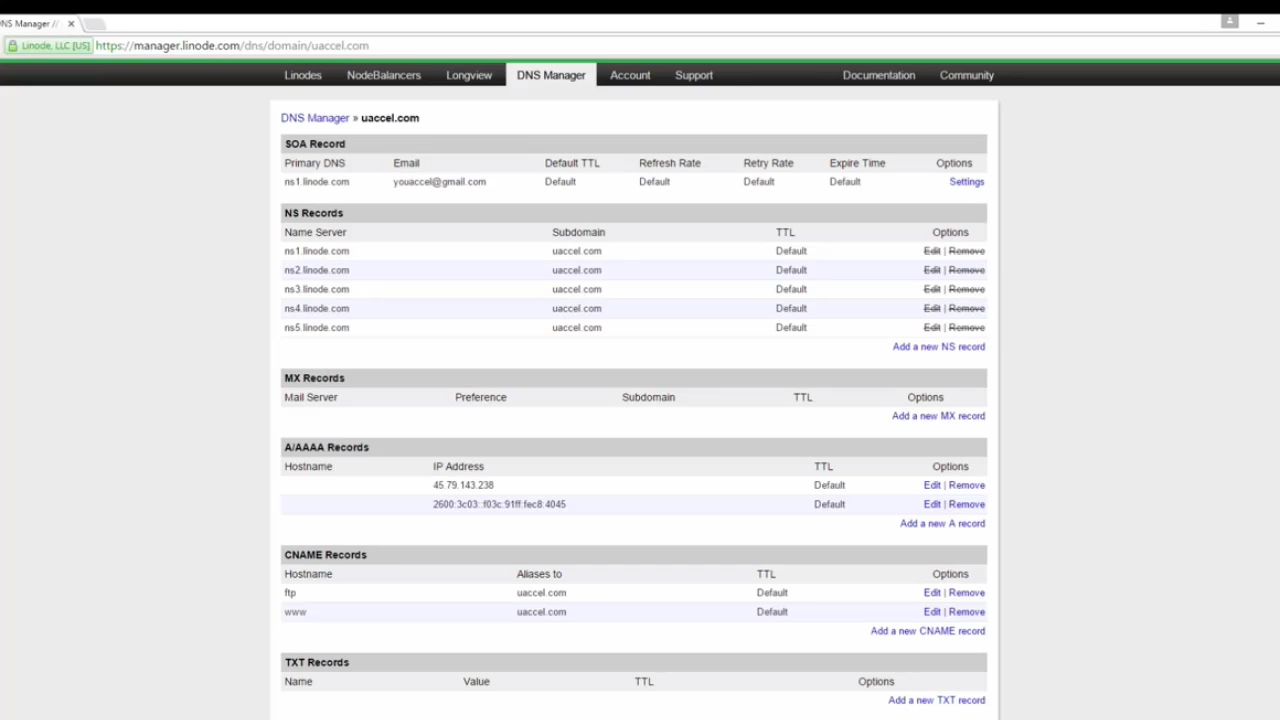 DNS Manager //
Linode, LLC [US] https://manager.linode.com/dns/domain/uaccel.com
Linodes NodeBalancers Longview DNS Manager Account Support Documentation Community
DNS Manager » uaccel.com
SOA Record
Primary DNS Email Default TTL Refresh Rate Retry Rate Expire Time Options
ns1.linode.com youaccel@gmail.com Default Default Default Default Settings
NS Records
Name Server Subdomain TTL Options
ns1.linode.com uaccel.com Default Edit | Remove
ns2.linode.com uaccel.com Default Edit | Remove
ns3.linode.com uaccel.com Default Edit | Remove
ns4.linode.com uaccel.com Default Edit | Remove
ns5.linode.com uaccel.com Default Edit | Remove
Add a new NS record
MX Records
Mail Server Preference Subdomain TTL Options
Add a new MX record
A/AAAA Records
Hostname IP Address TTL Options
45.79.143.238 Default Edit | Remove
2600:3c03::f03c:91ff:fec8:4045 Default Edit | Remove
Add a new A record
CNAME Records
Hostname Aliases to TTL Options
ftp uaccel.com Default Edit | Remove
www uaccel.com Default Edit | Remove
Add a new CNAME record
TXT Records
Name Value TTL Options
Add a new TXT record